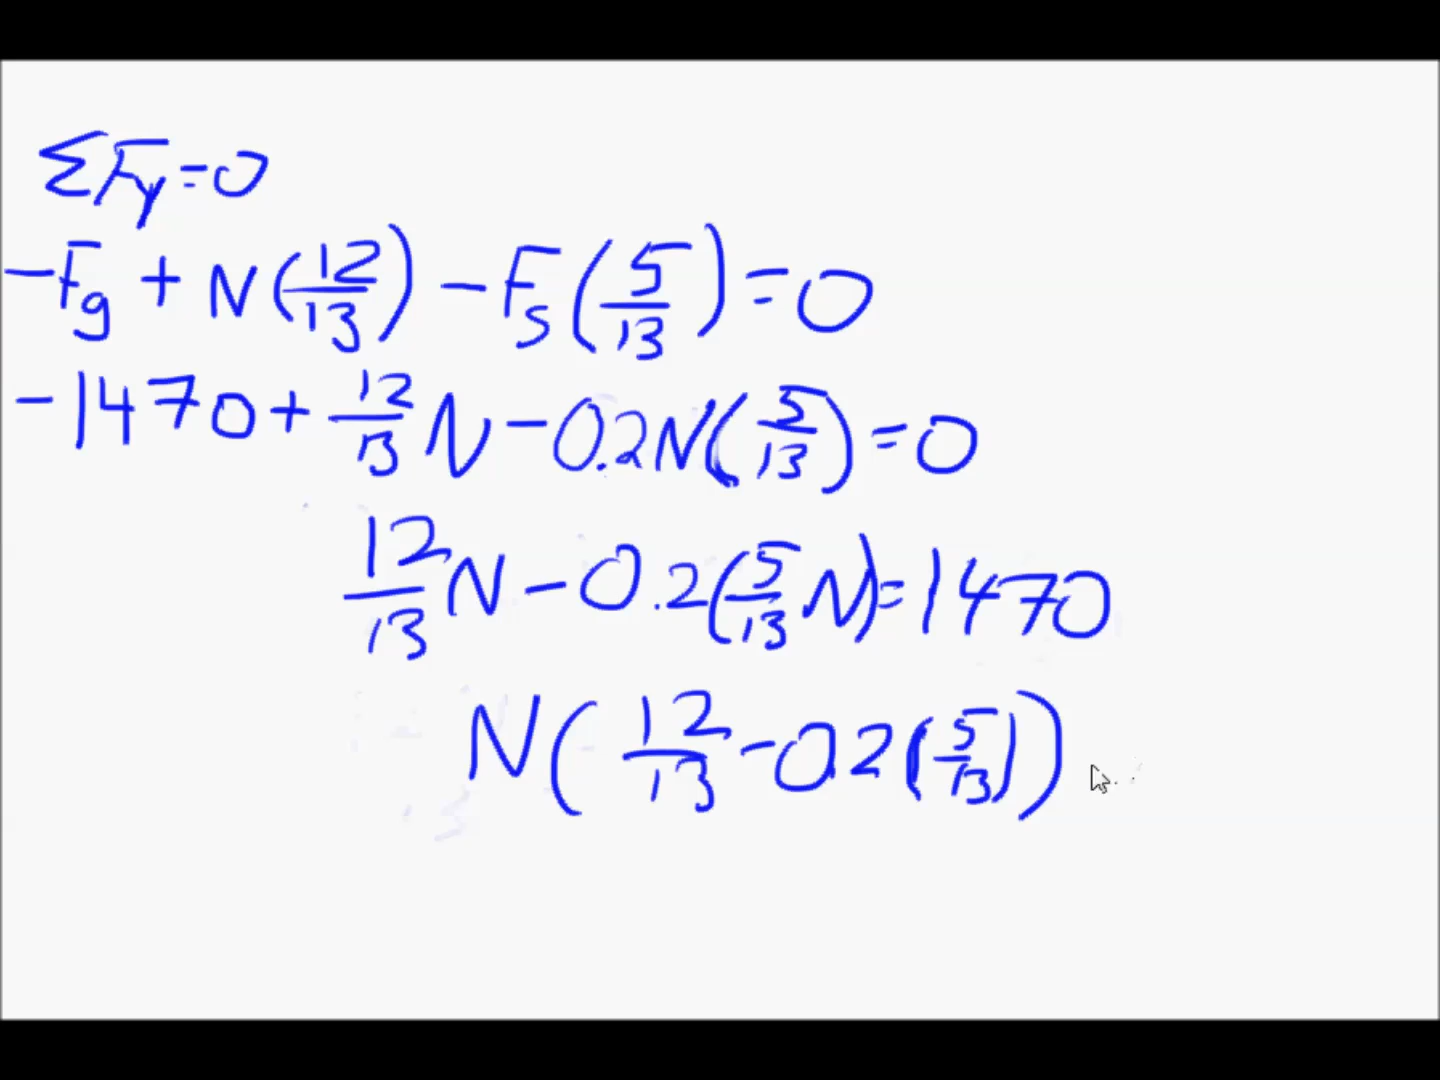 ΣFy=0
-Fg + N(12/13) - Fs(5/13) = 0
-1470 + 12/13 N - 0.2N(5/13) = 0
12/13 N - 0.2(5/13 N) = 1470
N(12/13 - 0.2(5/13))